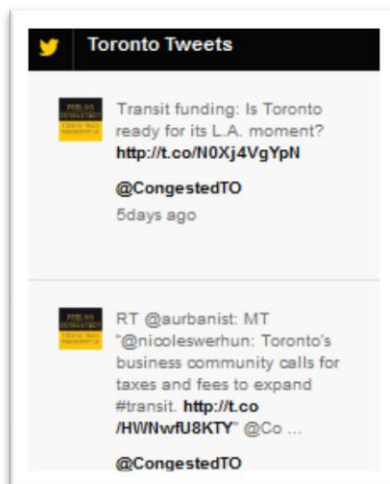 Toronto Tweets
Transit funding: Is Toronto
ready for its L.A. moment?
http://t.co/N0Xj4VgYpN
@CongestedTO
5days ago
RT @aurbanist: MT
"@nicoleswerhun: Toronto's
business community calls for
taxes and fees to expand
#transit. http://t.co
/HWNwfU8KTY" @Co ...
@CongestedTO